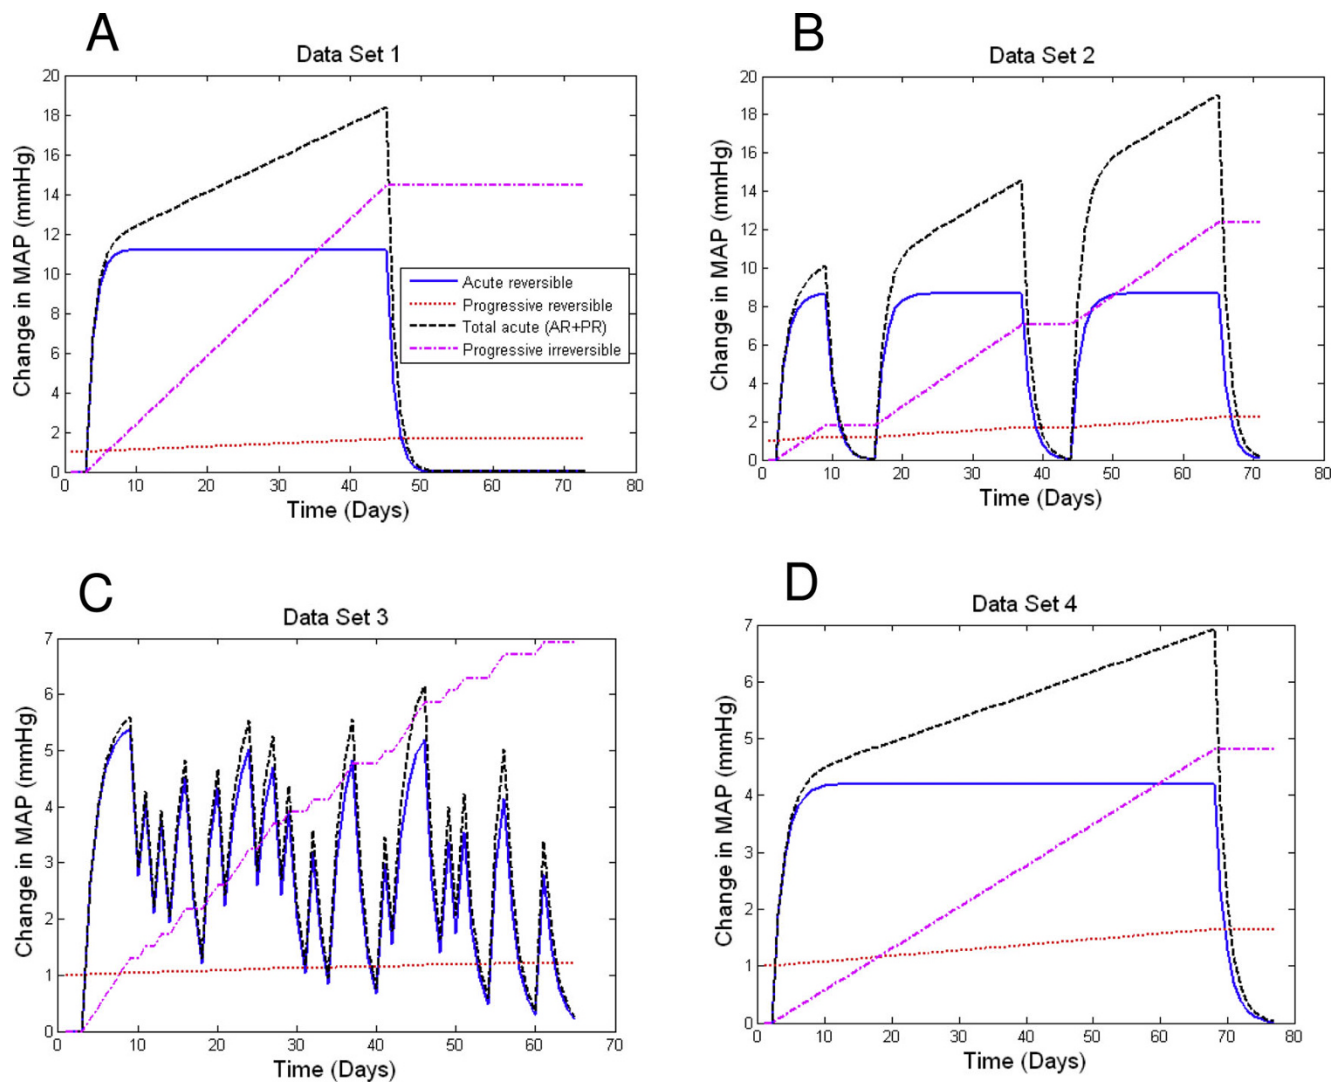 A
Data Set 1
20
18
16
14
12
10
8
6
4
2
0
Change in MAP (mmHg)
Acute reversible
Progressive reversible
Total acute (AR+PR)
Progressive irreversible
0 10 20 30 40 50 60 70 80
Time (Days)
B
Data Set 2
20
18
16
14
12
10
8
6
4
2
0
Change in MAP (mmHg)
0 10 20 30 40 50 60 70 80
Time (Days)
C
Data Set 3
7
6
5
4
3
2
1
0
Change in MAP (mmHg)
0 10 20 30 40 50 60 70
Time (Days)
D
Data Set 4
7
6
5
4
3
2
1
0
Change in MAP (mmHg)
0 10 20 30 40 50 60 70 80
Time (Days)